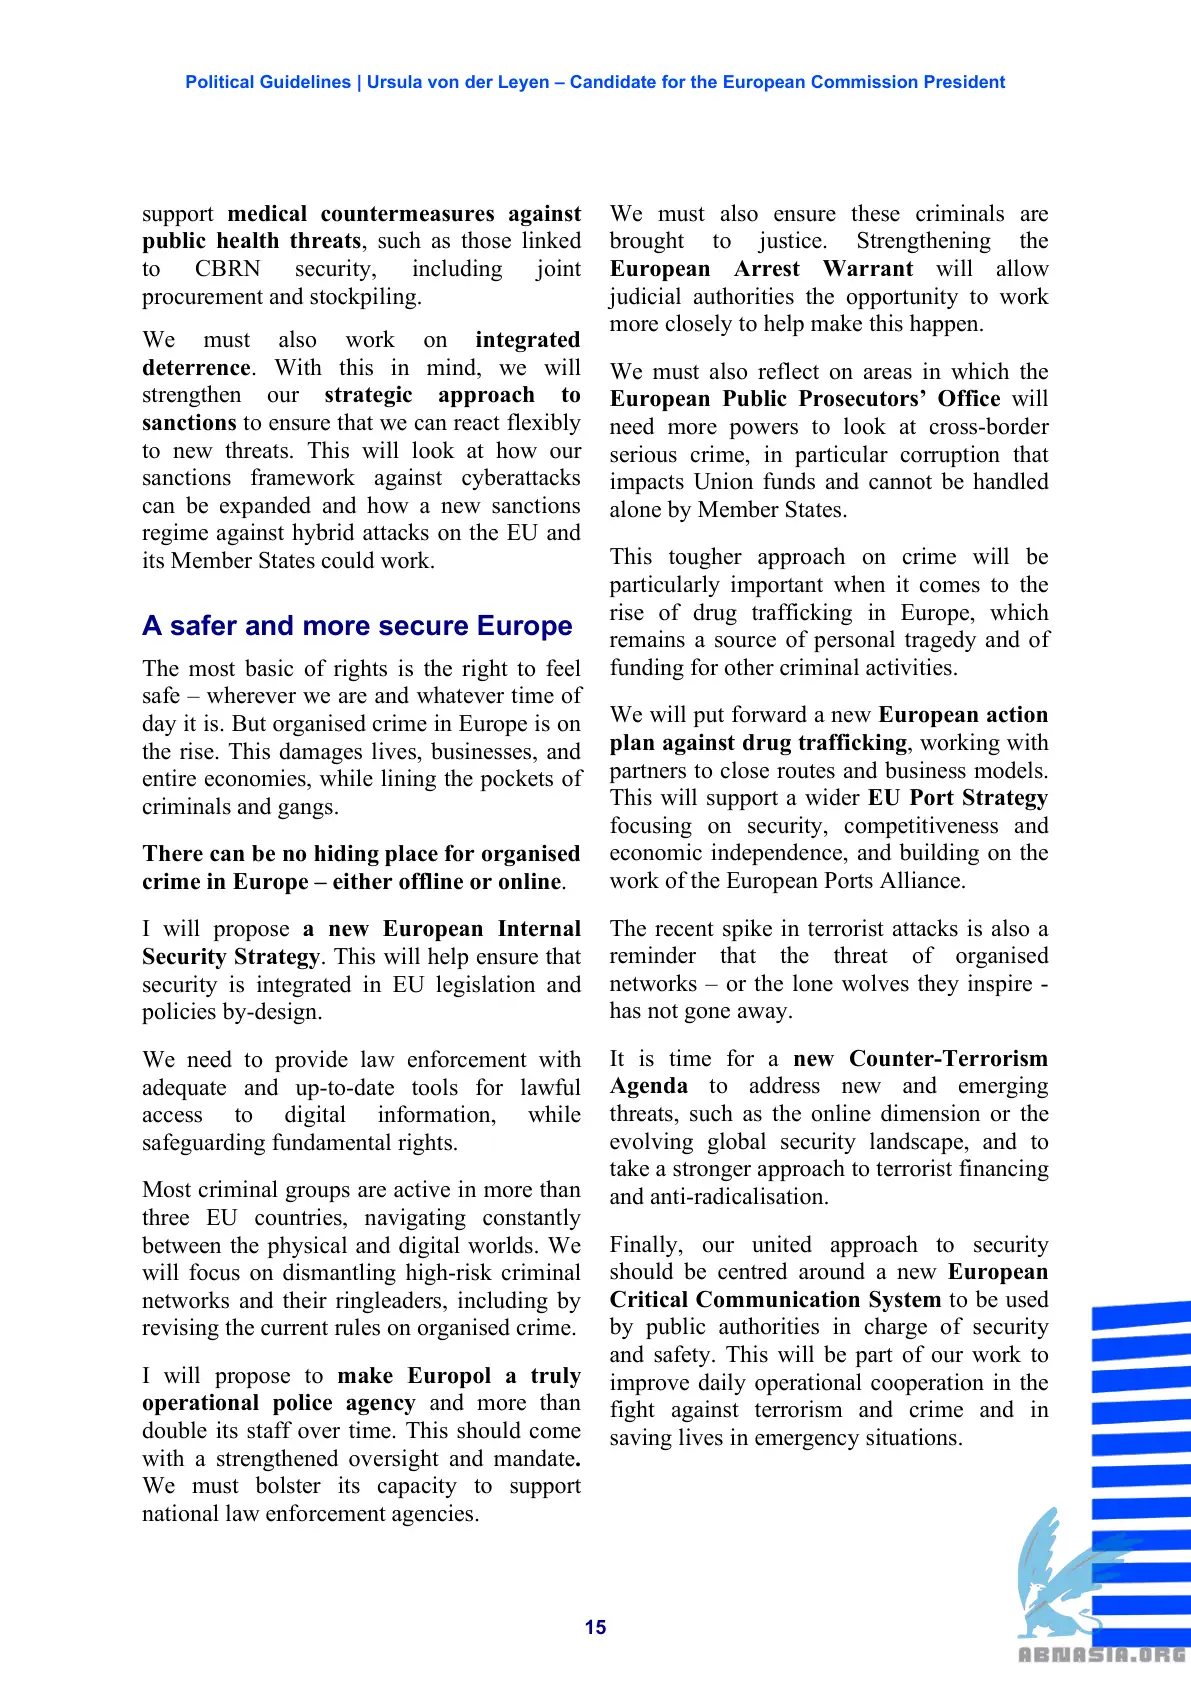 Political Guidelines | Ursula von der Leyen – Candidate for the European Commission President
support medical countermeasures against
public health threats, such as those linked
to CBRN security, including joint
procurement and stockpiling.
We must also work on integrated
deterrence. With this in mind, we will
strengthen our strategic approach to
sanctions to ensure that we can react flexibly
to new threats. This will look at how our
sanctions framework against cyberattacks
can be expanded and how a new sanctions
regime against hybrid attacks on the EU and
its Member States could work.
A safer and more secure Europe
The most basic of rights is the right to feel
safe – wherever we are and whatever time of
day it is. But organised crime in Europe is on
the rise. This damages lives, businesses, and
entire economies, while lining the pockets of
criminals and gangs.
There can be no hiding place for organised
crime in Europe – either offline or online.
I will propose a new European Internal
Security Strategy. This will help ensure that
security is integrated in EU legislation and
policies by-design.
We need to provide law enforcement with
adequate and up-to-date tools for lawful
access to digital information, while
safeguarding fundamental rights.
Most criminal groups are active in more than
three EU countries, navigating constantly
between the physical and digital worlds. We
will focus on dismantling high-risk criminal
networks and their ringleaders, including by
revising the current rules on organised crime.
I will propose to make Europol a truly
operational police agency and more than
double its staff over time. This should come
with a strengthened oversight and mandate.
We must bolster its capacity to support
national law enforcement agencies.
We must also ensure these criminals are
brought to justice. Strengthening the
European Arrest Warrant will allow
judicial authorities the opportunity to work
more closely to help make this happen.
We must also reflect on areas in which the
European Public Prosecutors’ Office will
need more powers to look at cross-border
serious crime, in particular corruption that
impacts Union funds and cannot be handled
alone by Member States.
This tougher approach on crime will be
particularly important when it comes to the
rise of drug trafficking in Europe, which
remains a source of personal tragedy and of
funding for other criminal activities.
We will put forward a new European action
plan against drug trafficking, working with
partners to close routes and business models.
This will support a wider EU Port Strategy
focusing on security, competitiveness and
economic independence, and building on the
work of the European Ports Alliance.
The recent spike in terrorist attacks is also a
reminder that the threat of organised
networks – or the lone wolves they inspire -
has not gone away.
It is time for a new Counter-Terrorism
Agenda to address new and emerging
threats, such as the online dimension or the
evolving global security landscape, and to
take a stronger approach to terrorist financing
and anti-radicalisation.
Finally, our united approach to security
should be centred around a new European
Critical Communication System to be used
by public authorities in charge of security
and safety. This will be part of our work to
improve daily operational cooperation in the
fight against terrorism and crime and in
saving lives in emergency situations.
15
ABNASIA.ORG